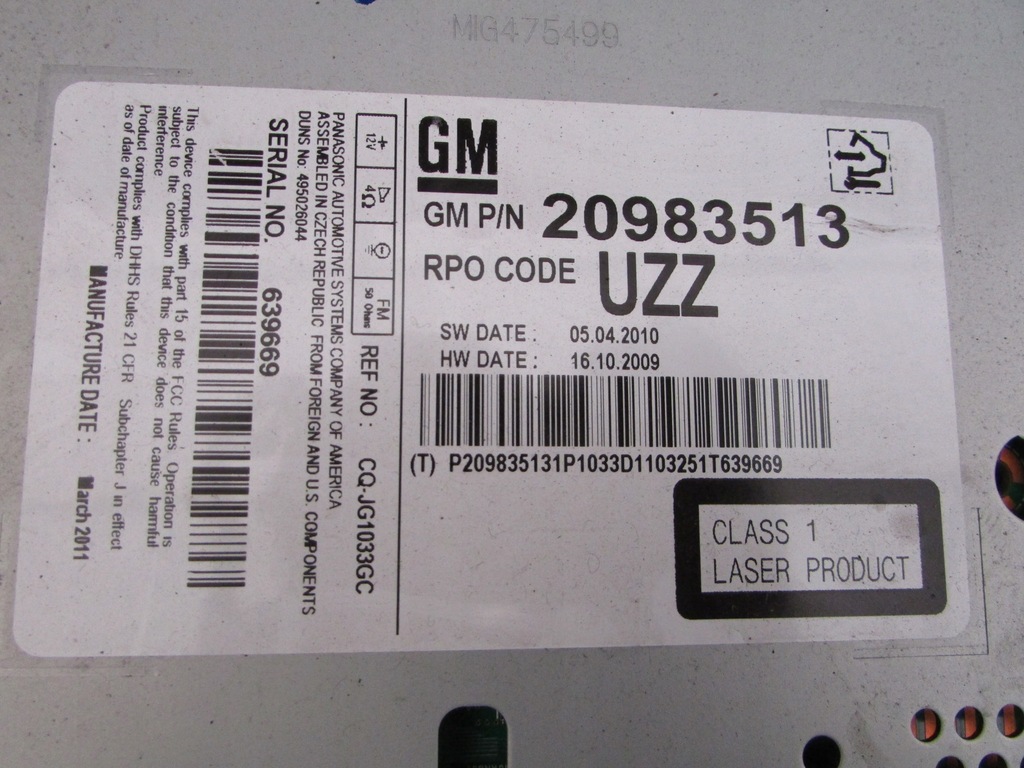 MIG475499
GM
GM P/N 20983513
RPO CODE UZZ
SW DATE : 05.04.2010
HW DATE : 16.10.2009
(T) P209835131P1033D1103251T639669
CLASS 1
LASER PRODUCT
+ 12V 4Ω FM 50 Ohms
REF NO : CQ-JG1033GC
PANASONIC AUTOMOTIVE SYSTEMS COMPANY OF AMERICA
ASSEMBLED IN CZECH REPUBLIC FROM FOREIGN AND U.S. COMPONENTS
DUNS No: 495026044
SERIAL NO. 639669
This device complies with part 15 of the FCC Rules. Operation is
subject to the condition that this device does not cause harmful
interference
Product complies with DHHS Rules 21 CFR Subchapter J in effect
as of date of manufacture
MANUFACTURE DATE : March 2011